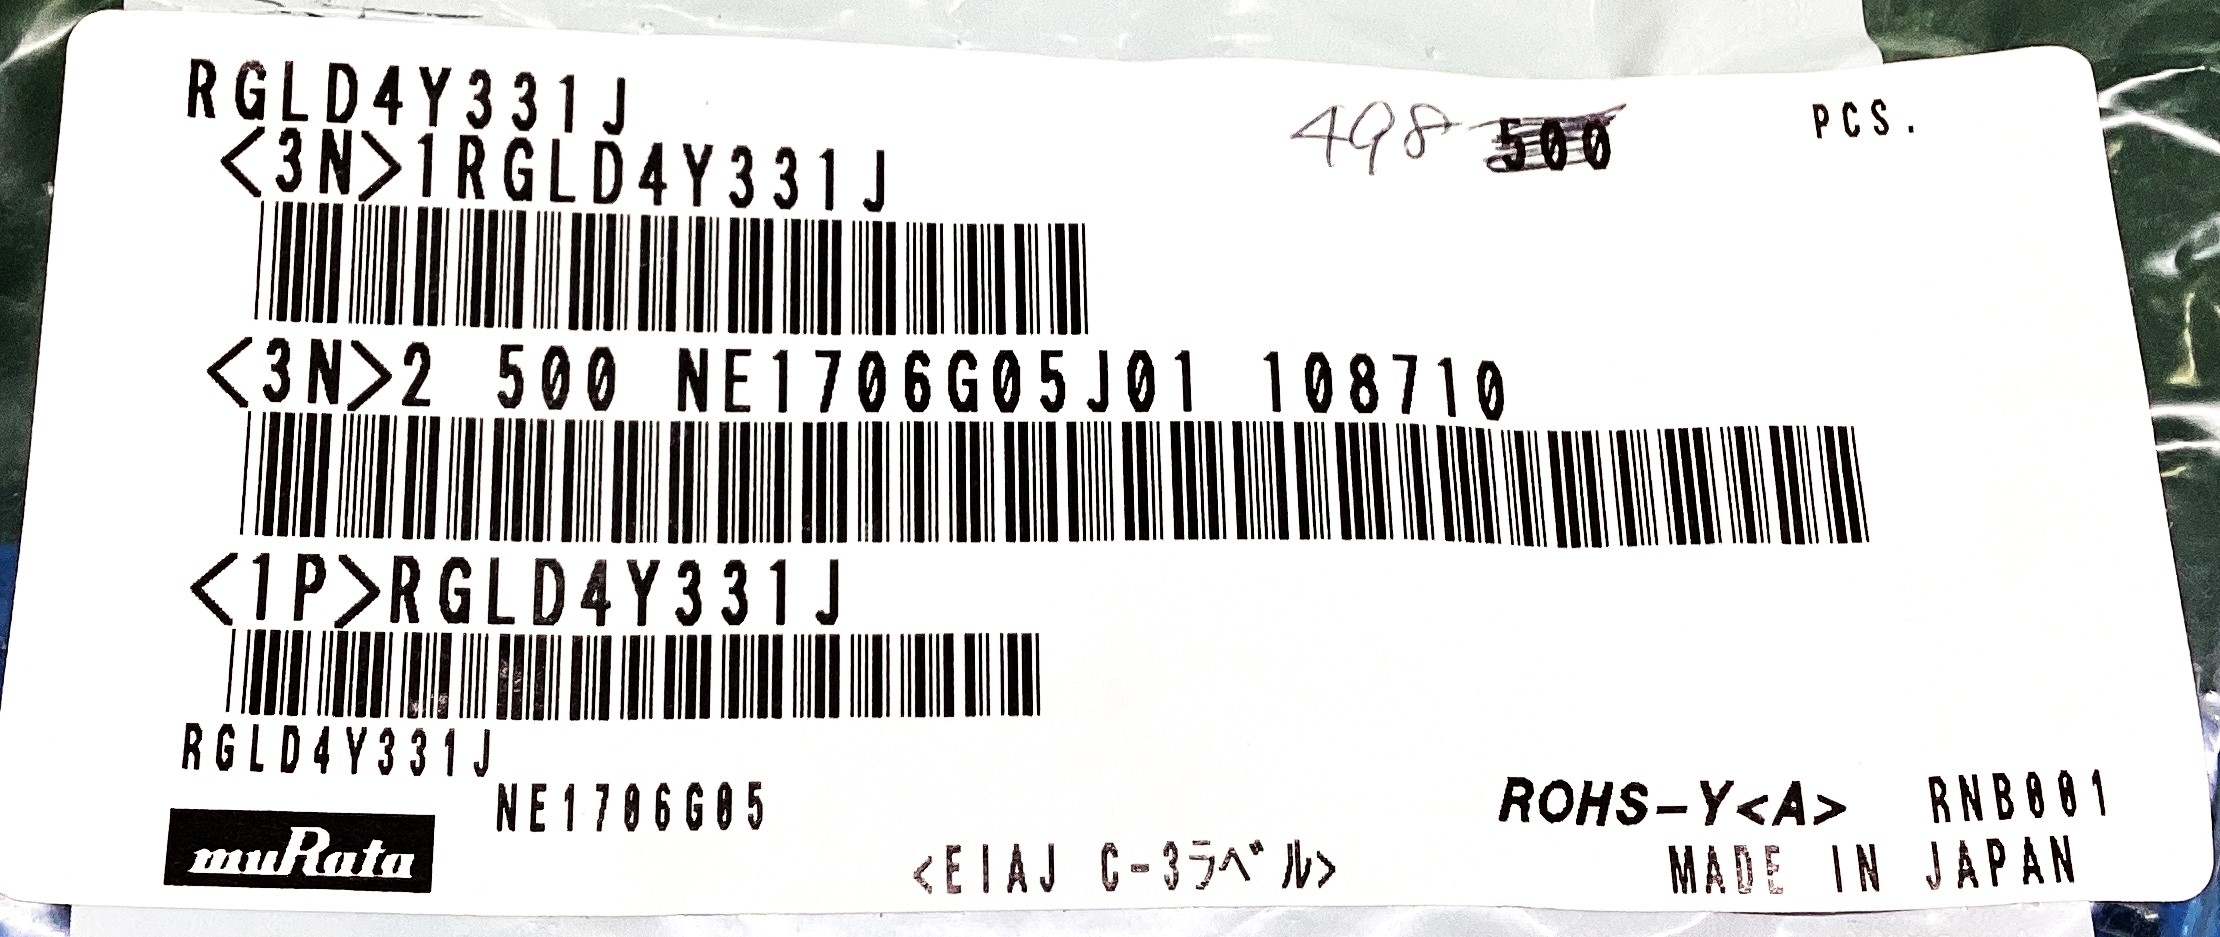 RGLD4Y331J
498 500 PCS.
<3N>1RGLD4Y331J
<3N>2 500 NE1706G05J01 108710
<1P>RGLD4Y331J
RGLD4Y331J
NE1706G05
ROHS-Y<A> RNB001
muRata
<EIAJ C-3ラベル>
MADE IN JAPAN